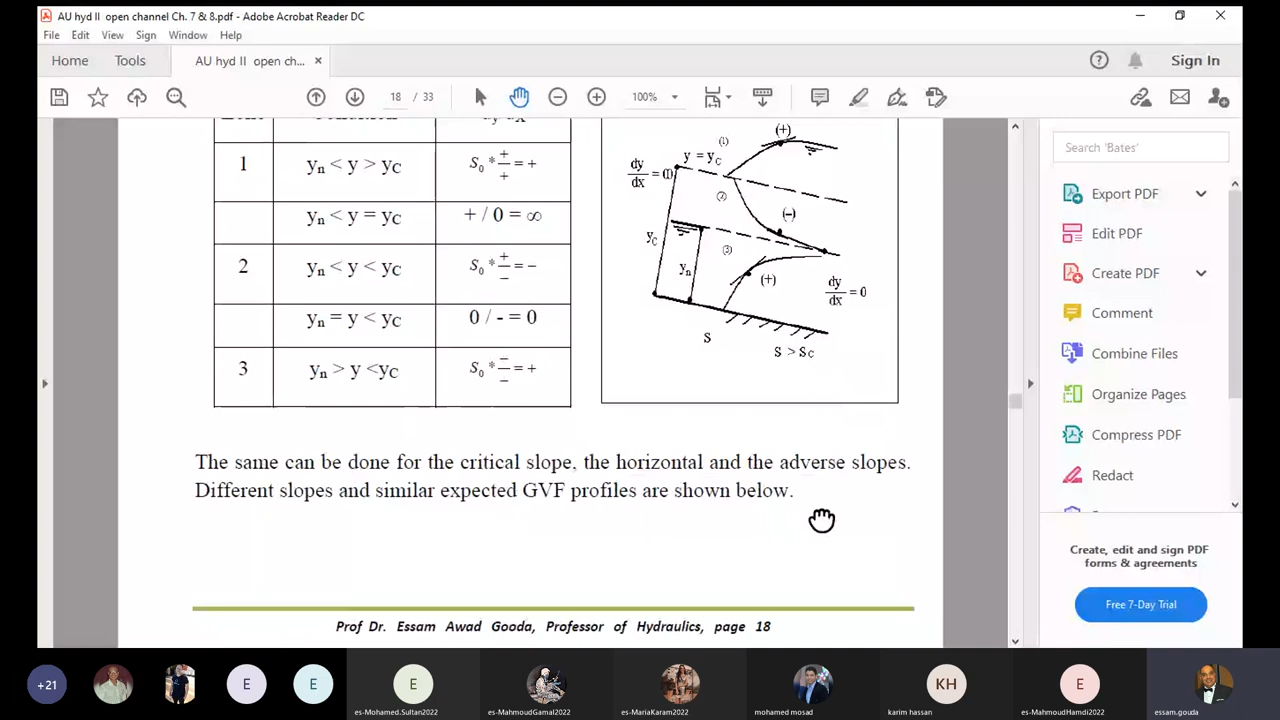 AU hyd II open channel Ch. 7 & 8.pdf - Adobe Acrobat Reader DC
File Edit View Sign Window Help
Home Tools AU hyd II open ch... × Sign In
18 / 33 100% Search 'Bates'
1 yn < y > yC S0 * + / + = +
yn < y = yC + / 0 = ∞
2 yn < y < yC S0 * + / - = -
yn = y < yC 0 / - = 0
3 yn > y <yC S0 * - / - = +
(+)
(1)
y = yC
dy/dx = (1)
(2)
(-)
yC
(3)
yn
(+)
dy/dx = 0
S
S > SC
The same can be done for the critical slope, the horizontal and the adverse slopes.
Different slopes and similar expected GVF profiles are shown below.
Prof Dr. Essam Awad Gooda, Professor of Hydraulics, page 18
Export PDF
Edit PDF
Create PDF
Comment
Combine Files
Organize Pages
Compress PDF
Redact
Create, edit and sign PDF
forms & agreements
Free 7-Day Trial
+21 E E E KH E
es-Mohamed.Sultan2022 es-MahmoudGamal2022 es-MariaKaram2022 mohamed mosad karim hassan es-MahmoudHamdi2022 essam.gouda